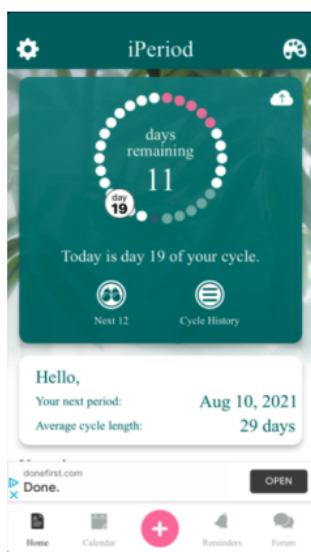 iPeriod
days
remaining
11
day
19
Today is day 19 of your cycle.
Next 12
Cycle History
Hello,
Your next period: Aug 10, 2021
Average cycle length: 29 days
donefirst.com
Done.
OPEN
Home
Calendar
Reminders
Forum